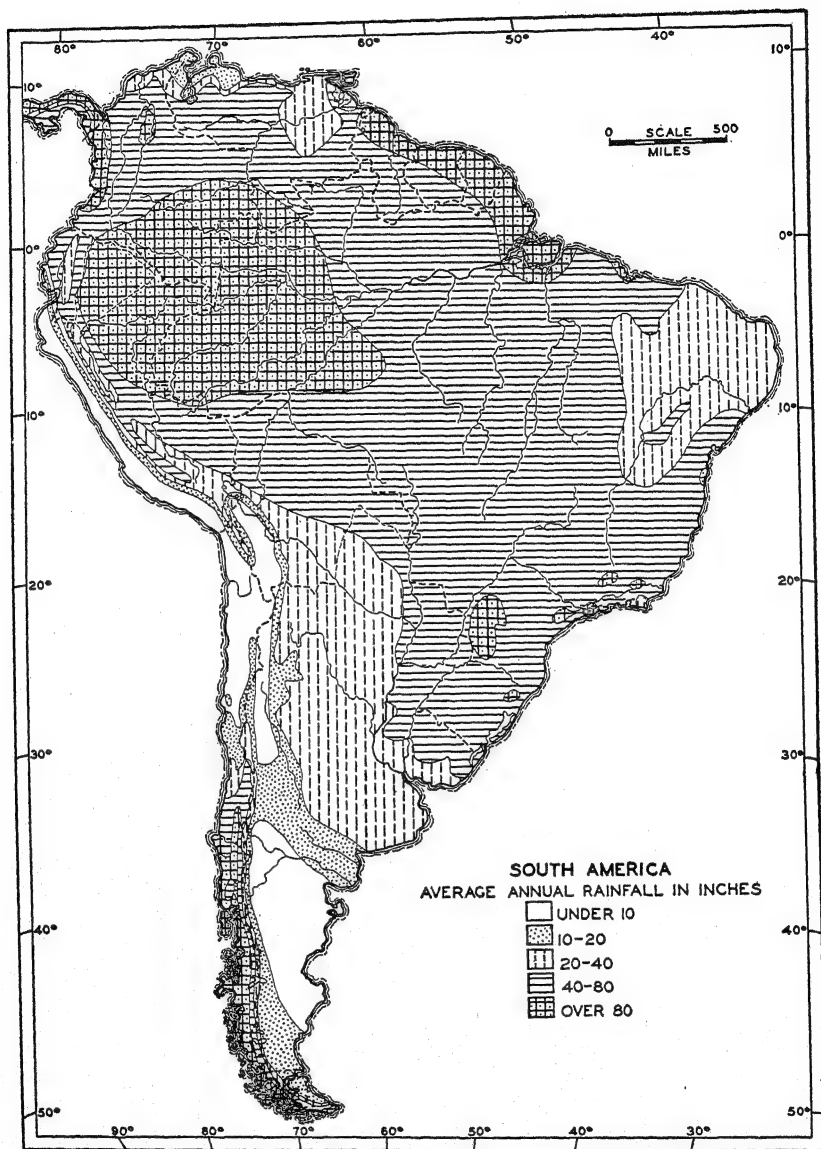 80° 70° 60° 50° 40°
10° 10°
0 SCALE 500
MILES
0° 0°
10° 10°
20° 20°
30° 30°
SOUTH AMERICA
AVERAGE ANNUAL RAINFALL IN INCHES
UNDER 10
10-20
20-40
40-80
OVER 80
40° 40°
50° 50°
90° 80° 70° 60° 50° 40° 30°